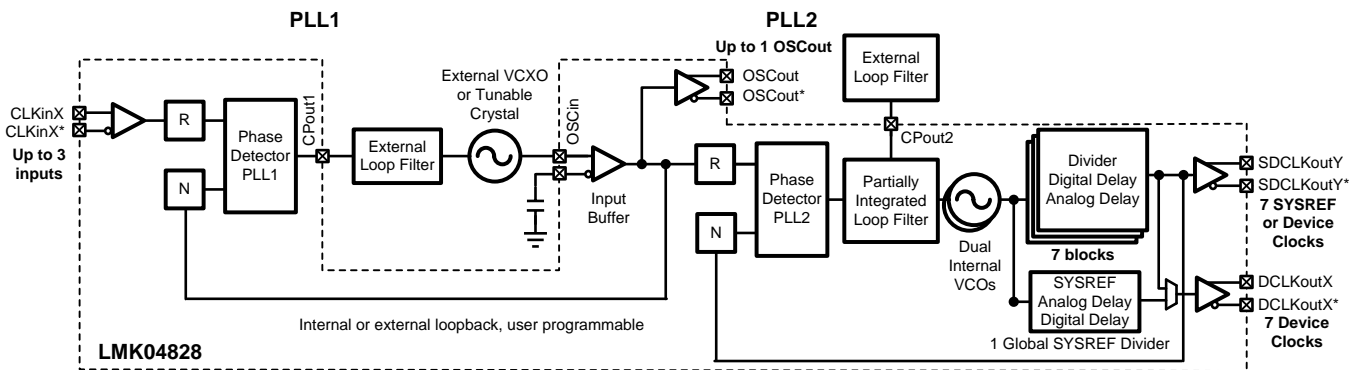 PLL1
PLL2
Up to 1 OSCout
External
Loop Filter
External VCXO
or Tunable
Crystal
OSCout
OSCout*
CLKinX
CLKinX*
Up to 3
inputs
R
N
Phase
Detector
PLL1
CPout1
External
Loop Filter
OSCin
Input
Buffer
R
N
Phase
Detector
PLL2
CPout2
Partially
Integrated
Loop Filter
Dual
Internal
VCOs
Divider
Digital Delay
Analog Delay
7 blocks
SYSREF
Analog Delay
Digital Delay
1 Global SYSREF Divider
SDCLKoutY
SDCLKoutY*
7 SYSREF
or Device
Clocks
DCLKoutX
DCLKoutX*
7 Device
Clocks
Internal or external loopback, user programmable
LMK04828